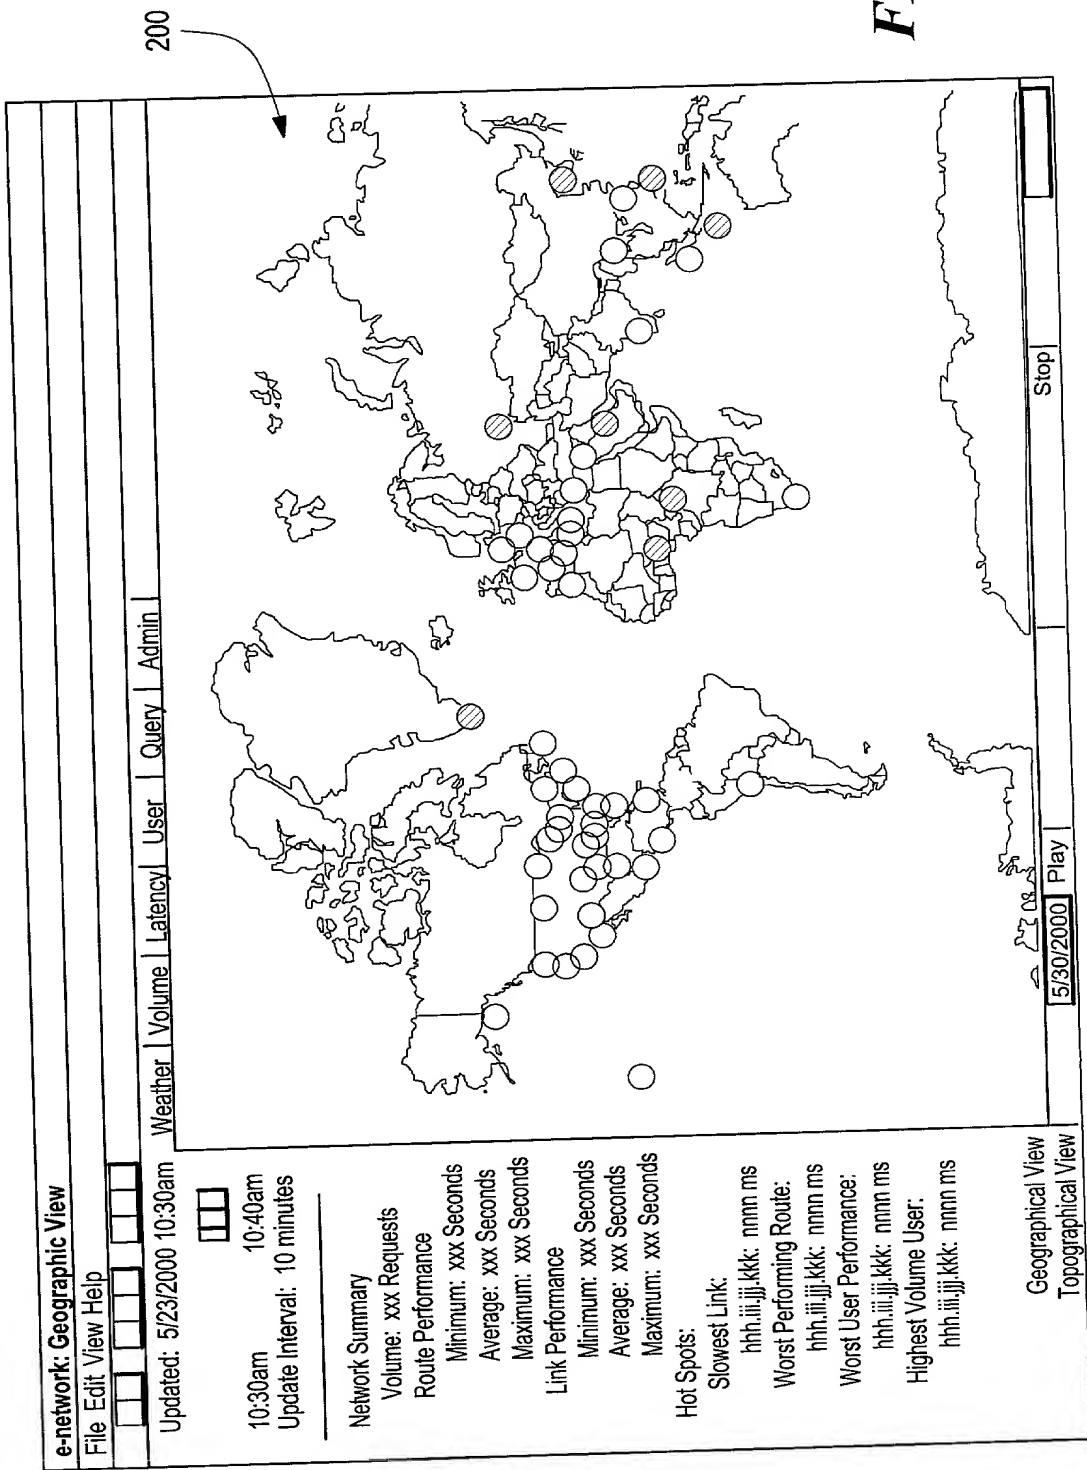 e-network: Geographic View
File Edit View Help
Updated: 5/23/2000 10:30am
10:30am 10:40am
Update Interval: 10 minutes
Network Summary
Volume: xxx Requests
Route Performance
Minimum: xxx Seconds
Average: xxx Seconds
Maximum: xxx Seconds
Link Performance
Minimum: xxx Seconds
Average: xxx Seconds
Maximum: xxx Seconds
Hot Spots:
Slowest Link:
hhh.iii.jjj.kkk: nnnn ms
Worst Performing Route:
hhh.iii.jjj.kkk: nnnn ms
Worst User Performance:
hhh.iii.jjj.kkk: nnnn ms
Highest Volume User:
hhh.iii.jjj.kkk: nnnn ms
Geographical View
Topographical View
Weather | Volume | Latency | User | Query | Admin |
5/30/2000 Play | Stop |
200